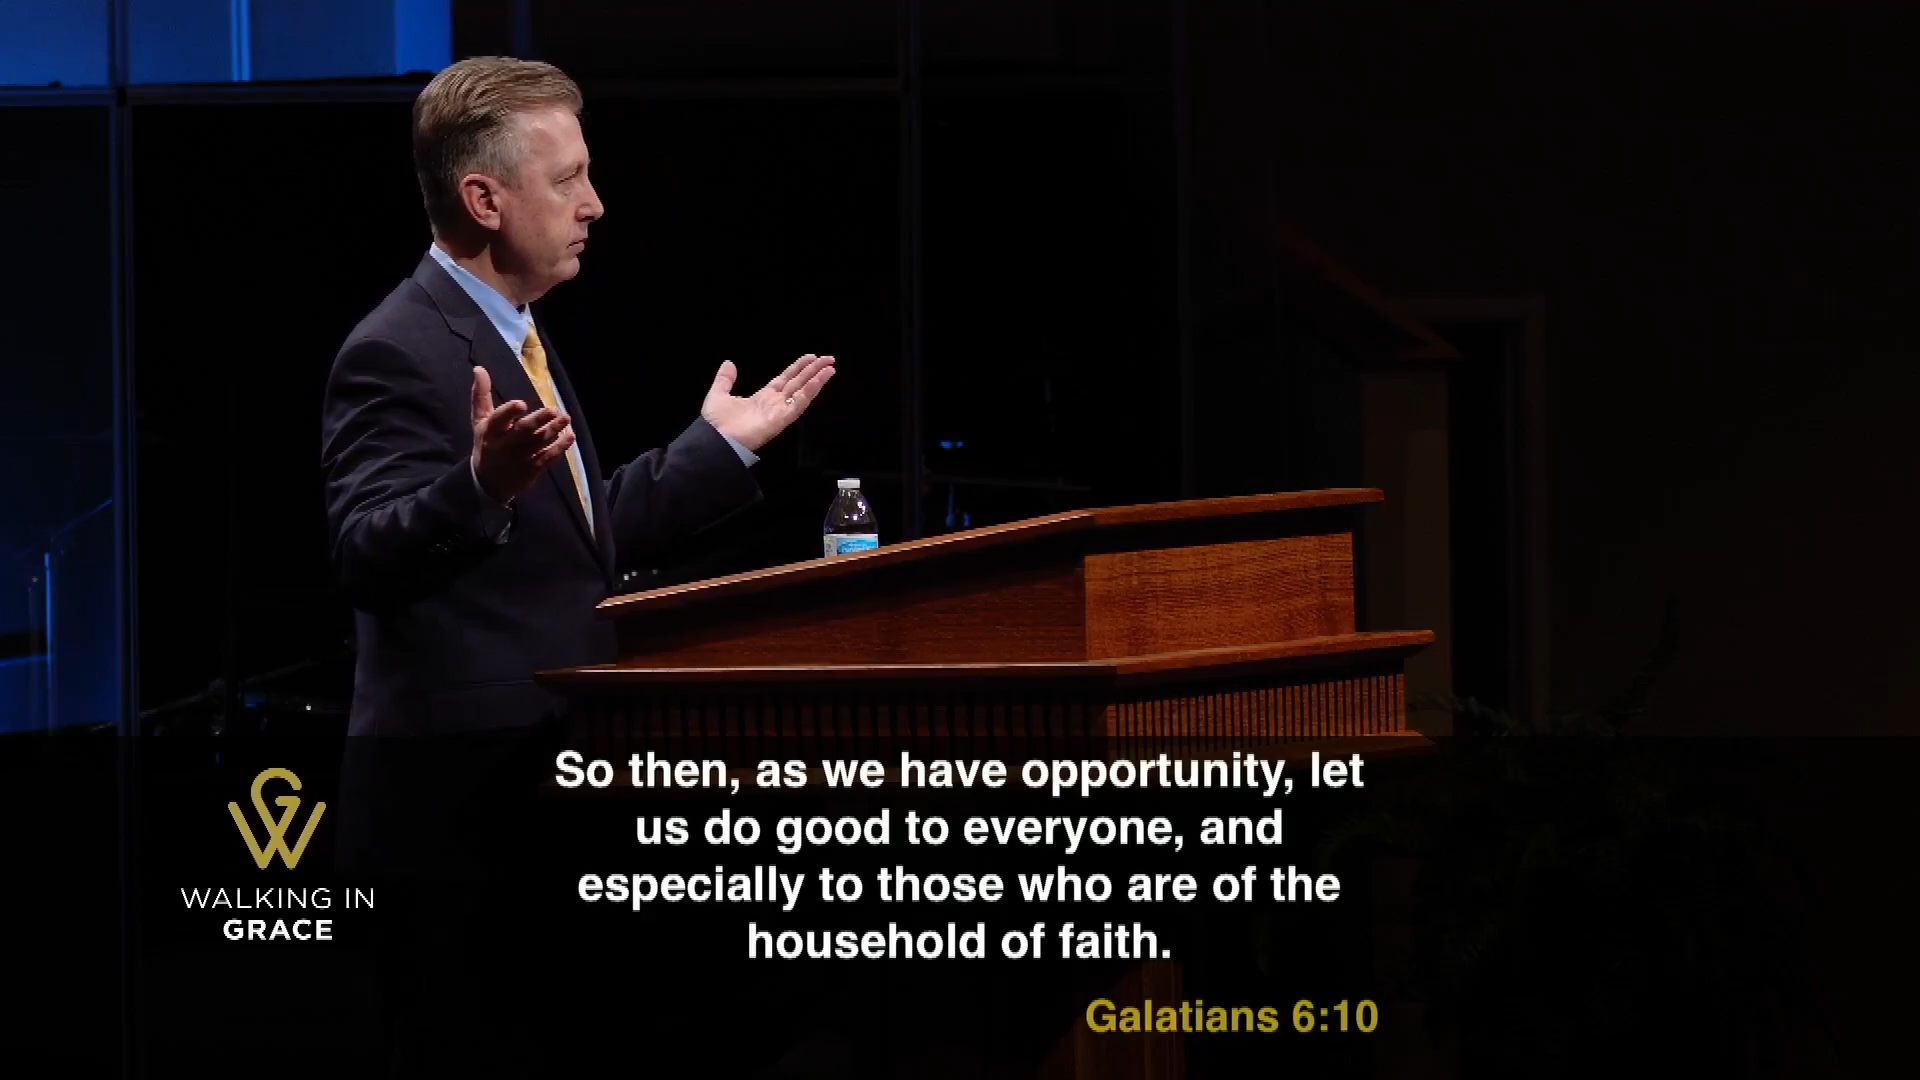 So then, as we have opportunity, let
us do good to everyone, and
especially to those who are of the
household of faith.
Galatians 6:10
WALKING IN
GRACE